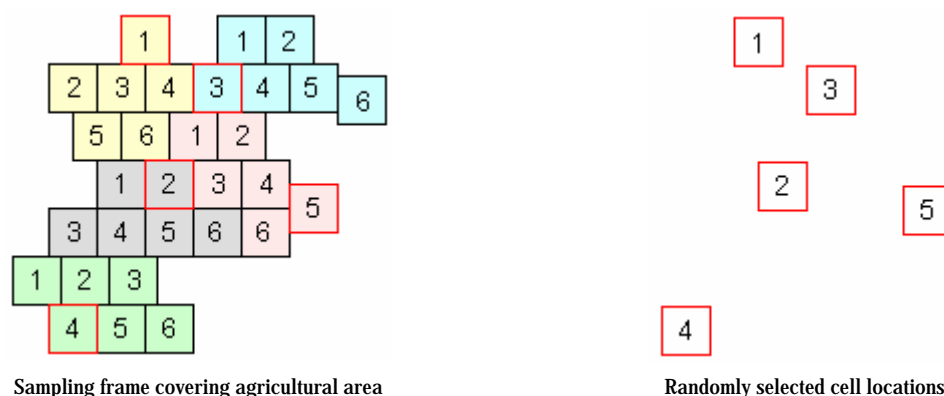 1 1 2 1
2 3 4 3 4 5 6 3
5 6 1 2
1 2 3 4 5 2 5
3 4 5 6 6
1 2 3
4 5 6 4
Sampling frame covering agricultural area Randomly selected cell locations